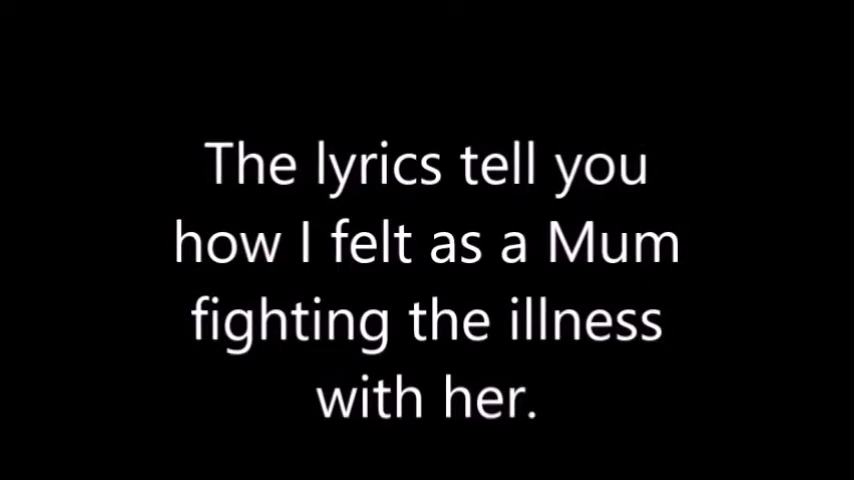 The lyrics tell you
how I felt as a Mum
fighting the illness
with her.